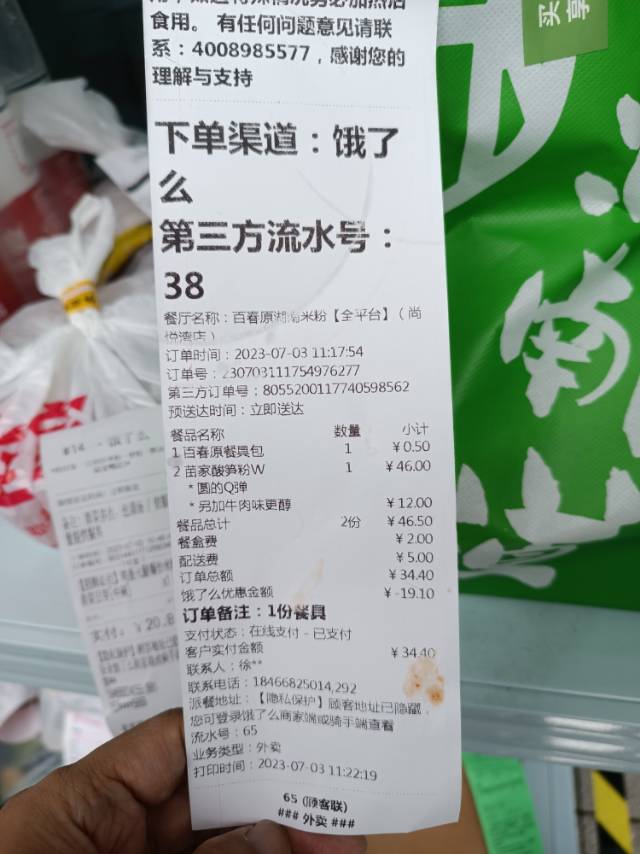 食用。有任何问题意见请联
系：4008985577，感谢您的
理解与支持
下单渠道：饿了
么
第三方流水号：
38
餐厅名称：百春原湖南米粉【全平台】（尚
悦湾店）
订单时间：2023-07-03 11:17:54
订单号：230703111754976277
第三方订单号：8055200117740598562
预送达时间：立即送达
餐品名称 数量 小计
1 百春原餐具包 1 ￥0.50
2 苗家酸笋粉W 1 ￥46.00
*圆的Q弹
*另加牛肉味更醇 ￥12.00
餐品总计 2份 ￥46.50
餐盒费 ￥2.00
配送费 ￥5.00
订单总额 ￥34.40
饿了么优惠金额 ￥-19.10
订单备注：1份餐具
支付状态：在线支付-已支付
客户实付金额 ￥34.40
联系人：徐**
联系电话：18466825014,292
派餐地址：【隐私保护】顾客地址已隐藏，
您可登录饿了么商家端或骑手端查看
流水号：65
业务类型：外卖
打印时间：2023-07-03 11:22:19
65 (顾客联)
### 外卖 ###
买享
南